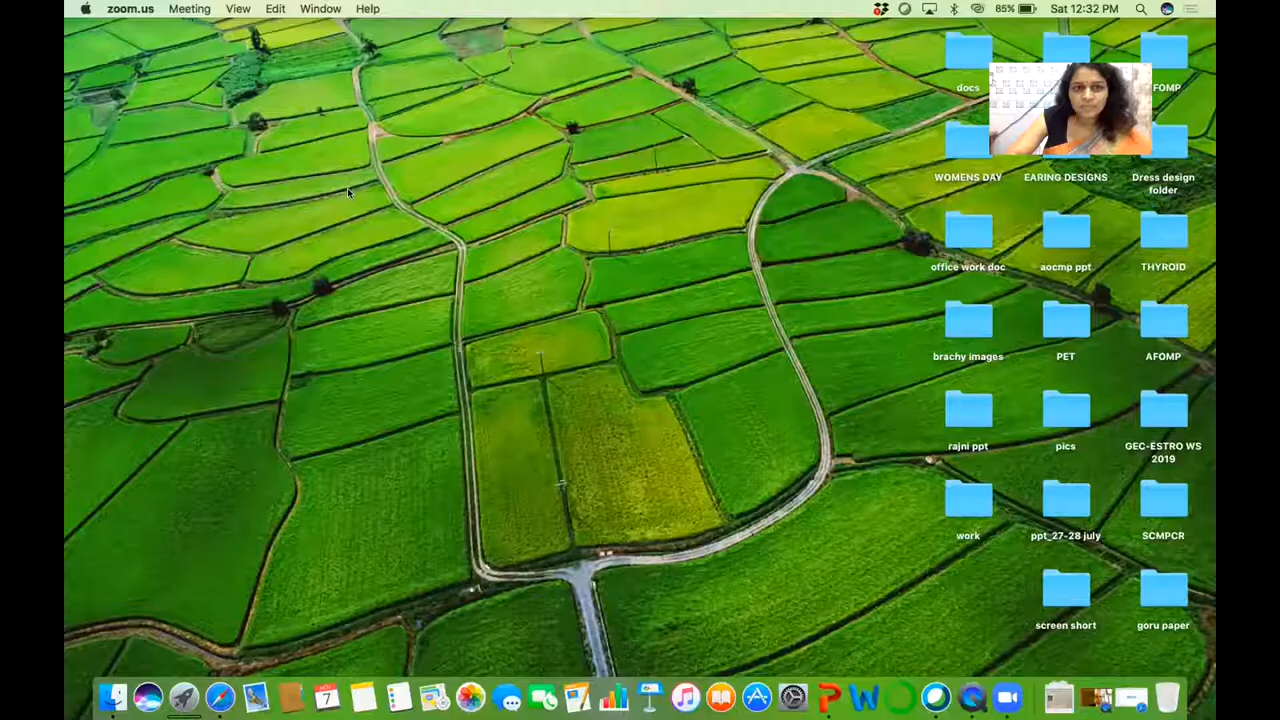 zoom.us Meeting View Edit Window Help 85% Sat 12:32 PM
docs FOMP
WOMENS DAY EARING DESIGNS Dress design
folder
office work doc aocmp ppt THYROID
brachy images PET AFOMP
rajni ppt pics GEC-ESTRO WS
2019
work ppt_27-28 july SCMPCR
screen short goru paper
NOV
7